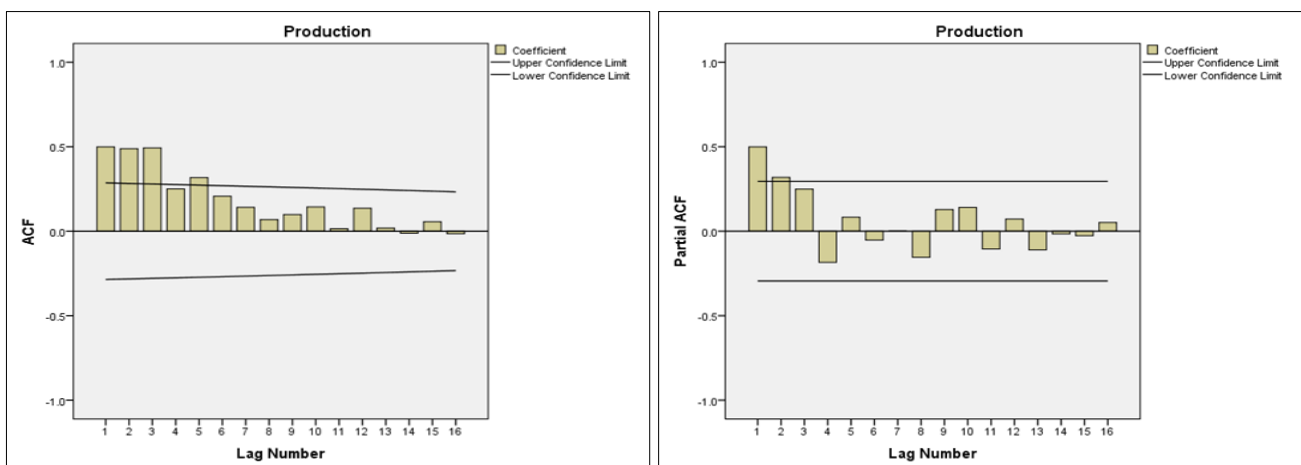 Production
Coefficient
Upper Confidence Limit
Lower Confidence Limit
1.0
0.5
0.0
-0.5
-1.0
ACF
1 2 3 4 5 6 7 8 9 10 11 12 13 14 15 16
Lag Number
Production
Coefficient
Upper Confidence Limit
Lower Confidence Limit
1.0
0.5
0.0
-0.5
-1.0
Partial ACF
1 2 3 4 5 6 7 8 9 10 11 12 13 14 15 16
Lag Number